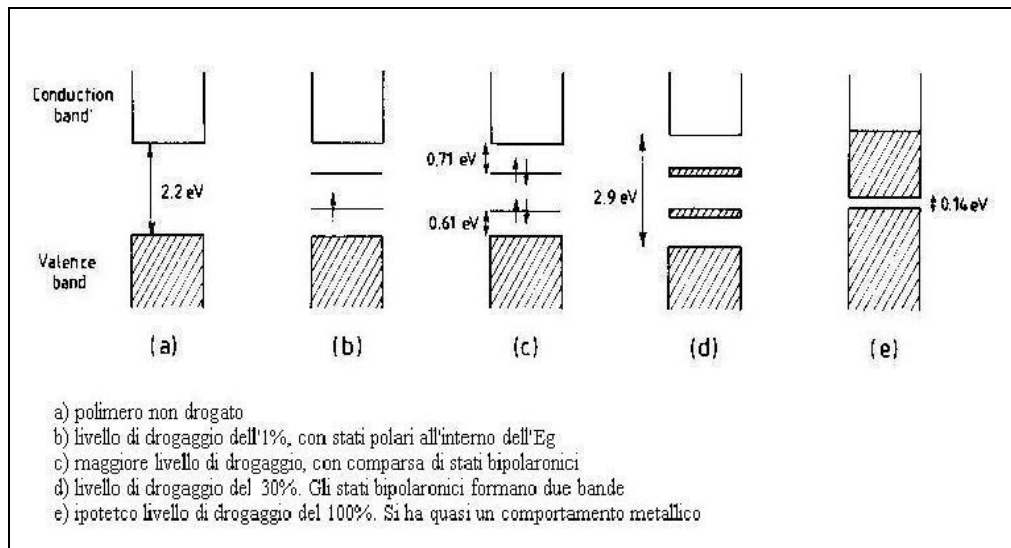 Conduction
band
0.71 eV
2.2 eV
2.9 eV
0.14 eV
0.61 eV
Valence
band
(a)
(b)
(c)
(d)
(e)
a) polimero non drogato
b) livello di drogaggio dell'1%, con stati polari all'interno dell'Eg
c) maggiore livello di drogaggio, con comparsa di stati bipolaronici
d) livello di drogaggio del 30%. Gli stati bipolaronici formano due bande
e) ipotetco livello di drogaggio del 100%. Si ha quasi un comportamento metallico